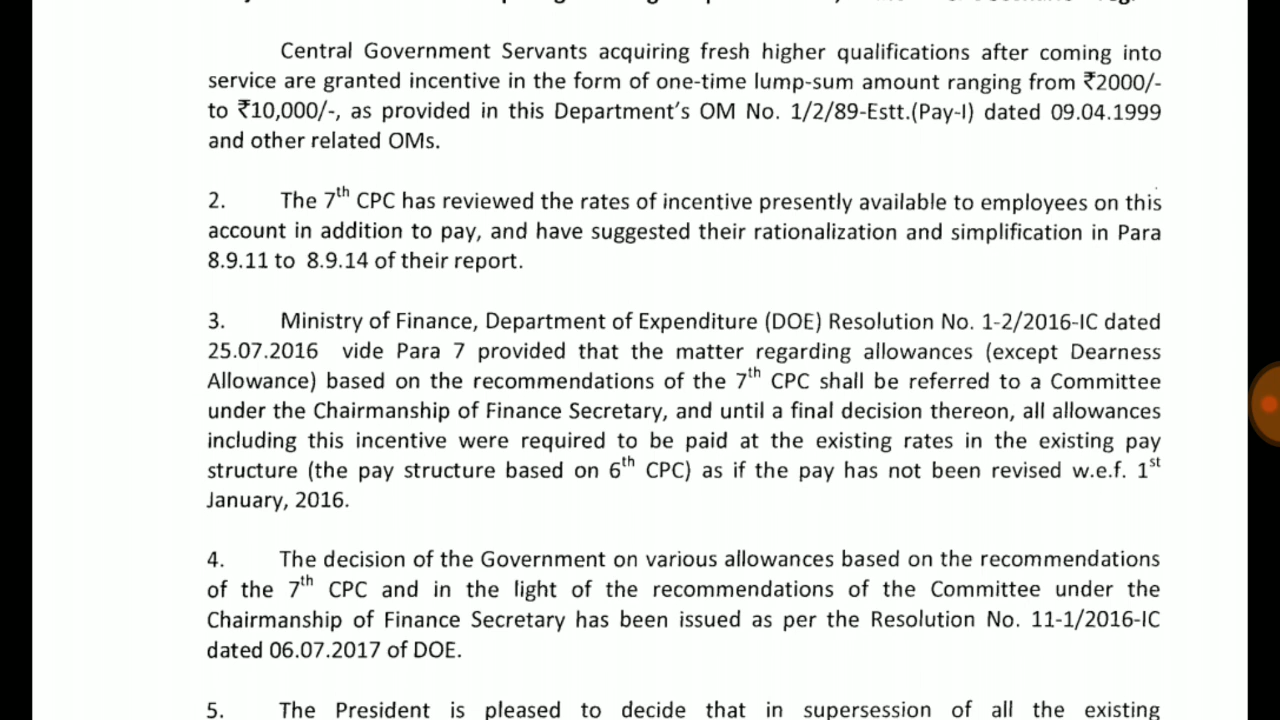 Central Government Servants acquiring fresh higher qualifications after coming into
service are granted incentive in the form of one-time lump-sum amount ranging from ₹2000/-
to ₹10,000/-, as provided in this Department's OM No. 1/2/89-Estt.(Pay-I) dated 09.04.1999
and other related OMs.
2. The 7th CPC has reviewed the rates of incentive presently available to employees on this
account in addition to pay, and have suggested their rationalization and simplification in Para
8.9.11 to 8.9.14 of their report.
3. Ministry of Finance, Department of Expenditure (DOE) Resolution No. 1-2/2016-IC dated
25.07.2016 vide Para 7 provided that the matter regarding allowances (except Dearness
Allowance) based on the recommendations of the 7th CPC shall be referred to a Committee
under the Chairmanship of Finance Secretary, and until a final decision thereon, all allowances
including this incentive were required to be paid at the existing rates in the existing pay
structure (the pay structure based on 6th CPC) as if the pay has not been revised w.e.f. 1st
January, 2016.
4. The decision of the Government on various allowances based on the recommendations
of the 7th CPC and in the light of the recommendations of the Committee under the
Chairmanship of Finance Secretary has been issued as per the Resolution No. 11-1/2016-IC
dated 06.07.2017 of DOE.
5. The President is pleased to decide that in supersession of all the existing